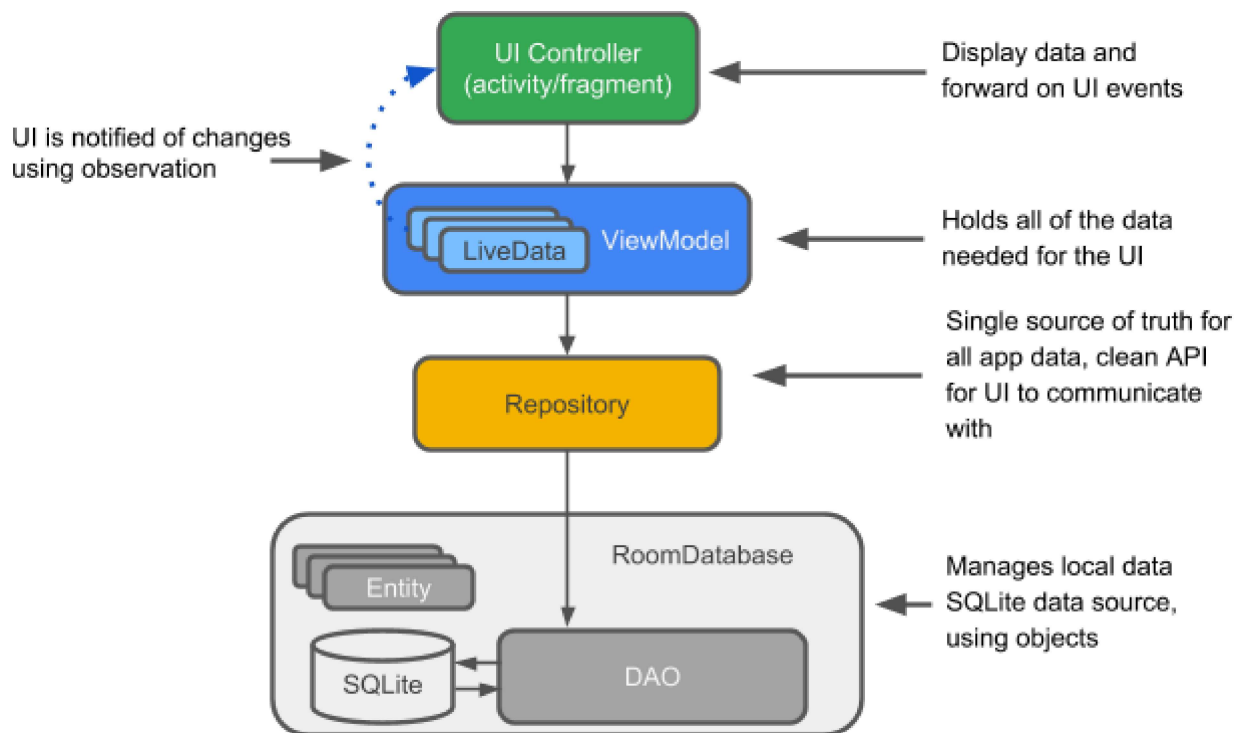 UI Controller
(activity/fragment)
Display data and
forward on UI events
UI is notified of changes
using observation
LiveData
ViewModel
Holds all of the data
needed for the UI
Single source of truth for
all app data, clean API
for UI to communicate
with
Repository
RoomDatabase
Entity
Manages local data
SQLite data source,
using objects
SQLite
DAO